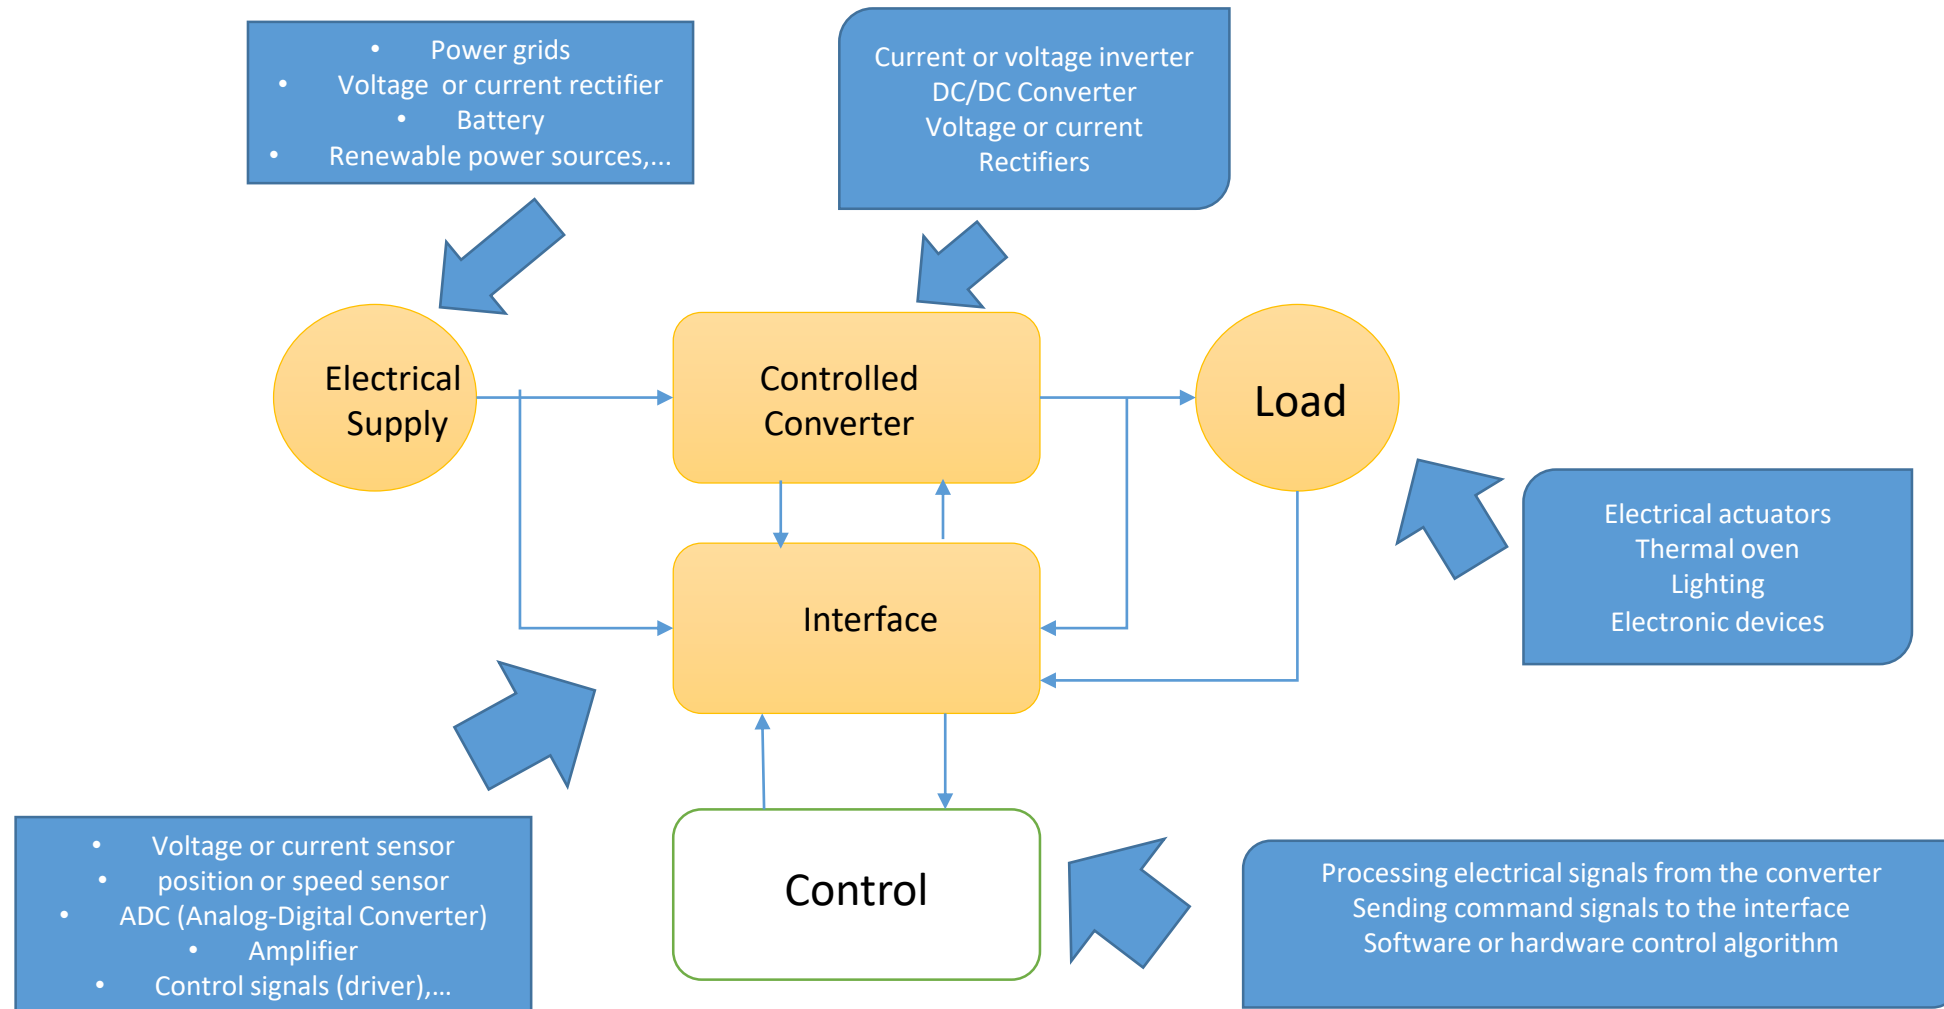 • Power grids
• Voltage or current rectifier
• Battery
• Renewable power sources,...
Current or voltage inverter
DC/DC Converter
Voltage or current
Rectifiers
Electrical
Supply
Controlled
Converter
Load
Electrical actuators
Thermal oven
Lighting
Electronic devices
Interface
• Voltage or current sensor
• position or speed sensor
• ADC (Analog-Digital Converter)
• Amplifier
• Control signals (driver),...
Control
Processing electrical signals from the converter
Sending command signals to the interface
Software or hardware control algorithm